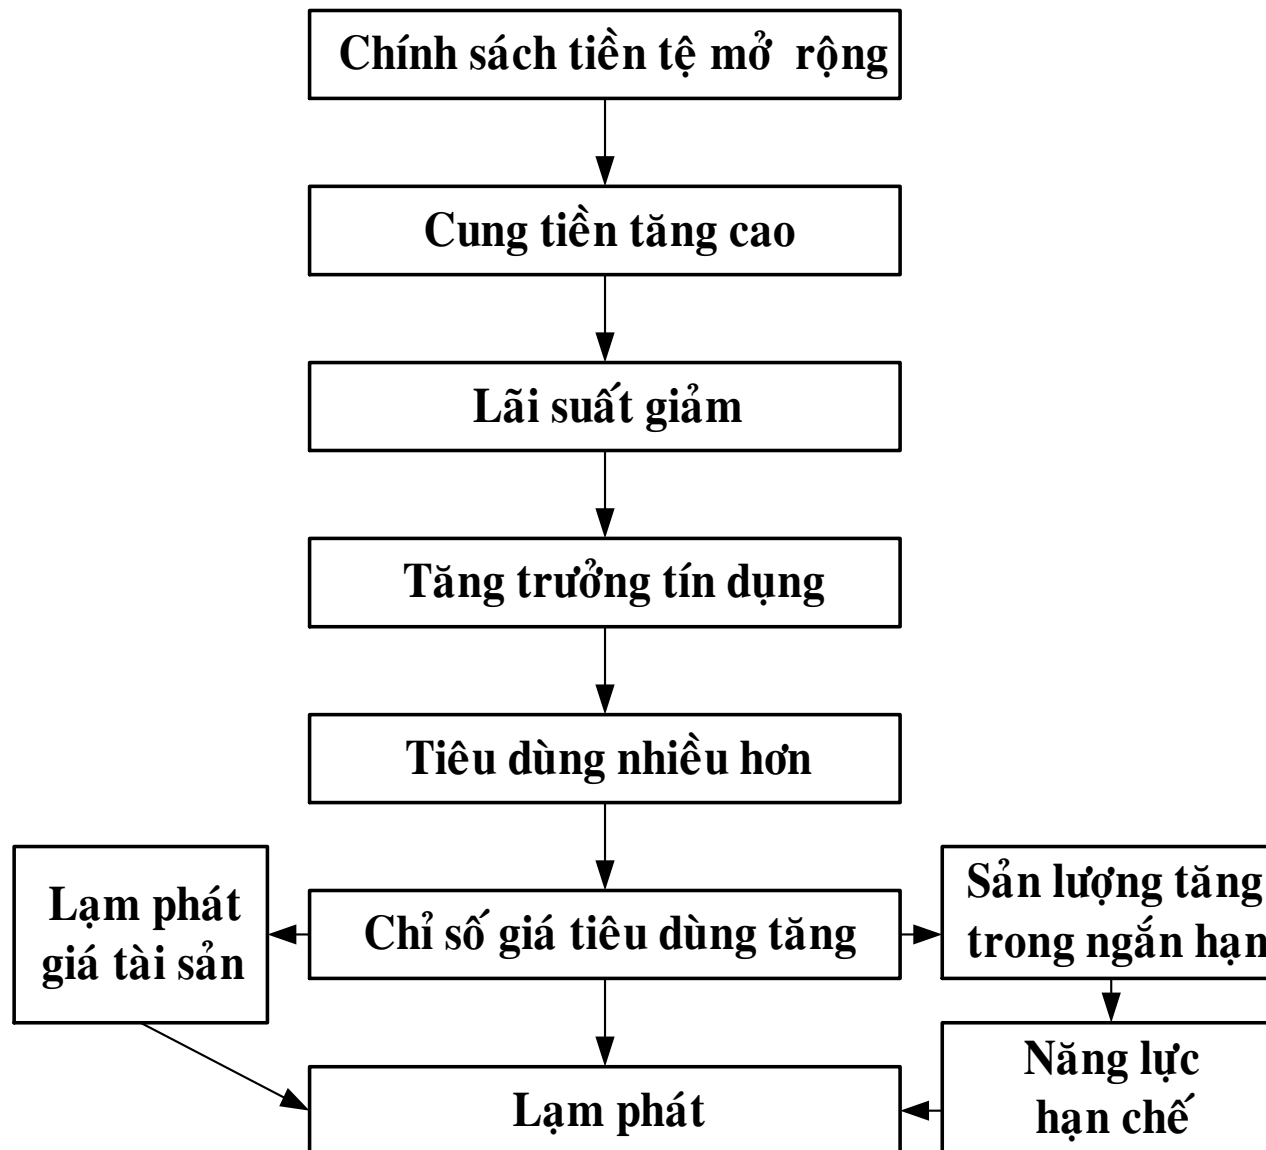 Chính sách tiền tệ mở rộng
Cung tiền tăng cao
Lãi suất giảm
Tăng trưởng tín dụng
Tiêu dùng nhiều hơn
Lạm phát
giá tài sản
Chỉ số giá tiêu dùng tăng
Sản lượng tăng
trong ngắn hạn
Lạm phát
Năng lực
hạn chế